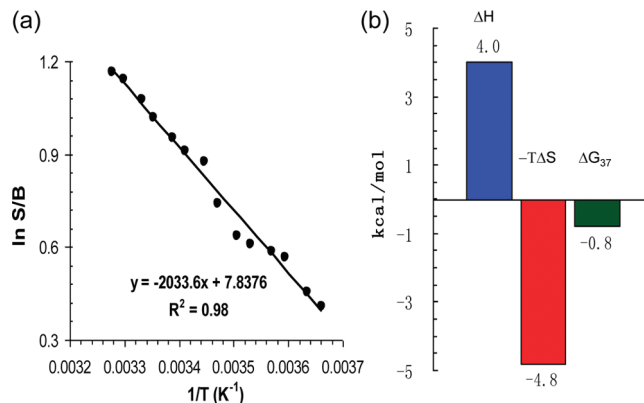 (a)
ln S/B
1.2
0.9
0.6
0.3
y = -2033.6x + 7.8376
R² = 0.98
0.0032 0.0033 0.0034 0.0035 0.0036 0.0037
1/T (K⁻¹)
(b)
kcal/mol
5
3
1
-1
-3
-5
ΔH
4.0
-TΔS
-4.8
ΔG₃₇
-0.8